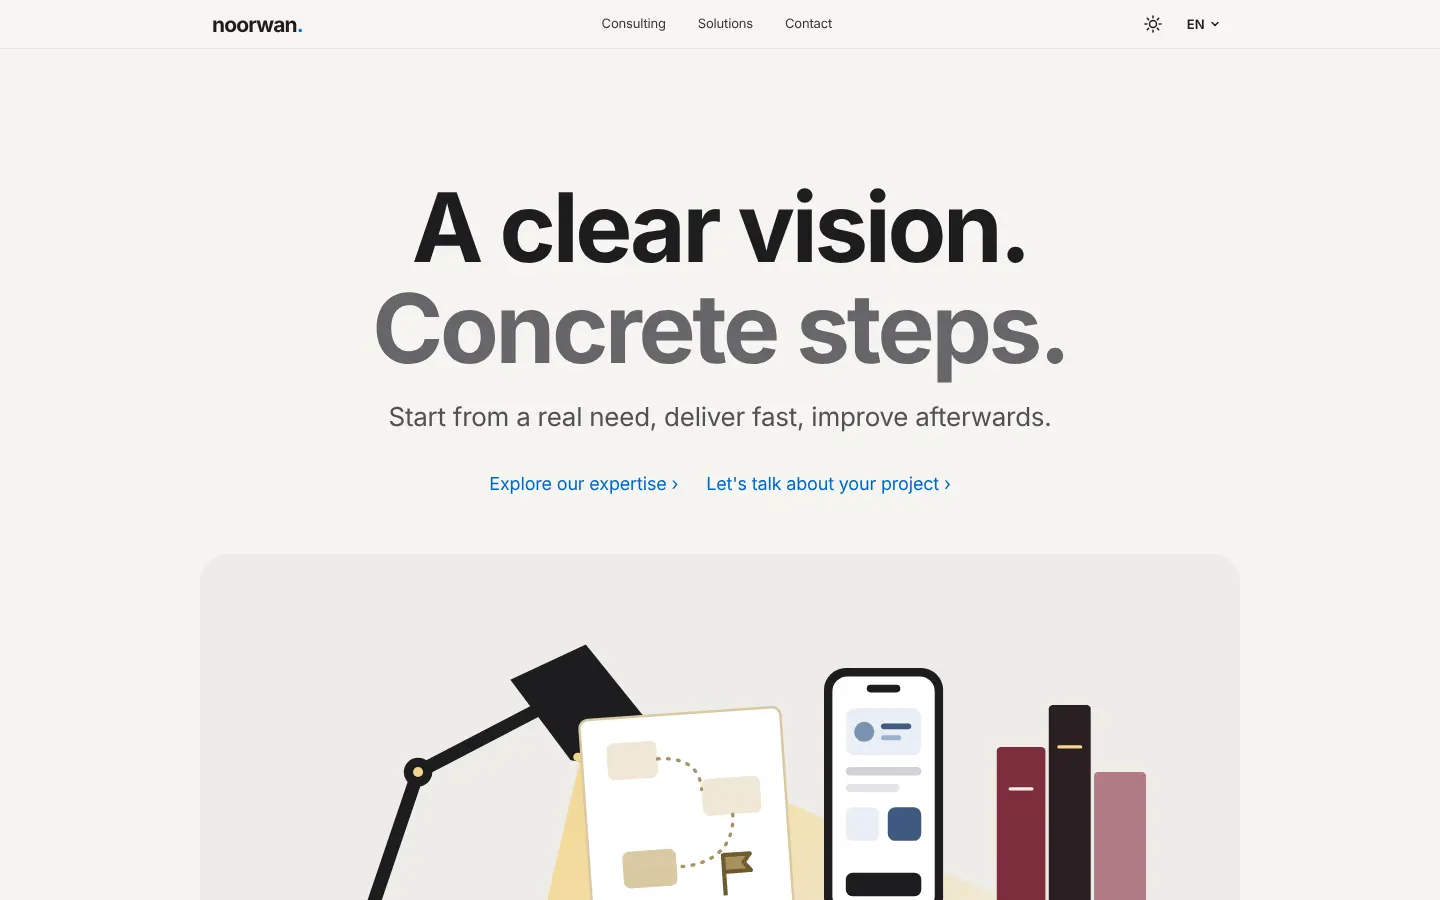 noorwan.
Consulting
Solutions
Contact
EN
A clear vision.
Concrete steps.
Start from a real need, deliver fast, improve afterwards.
Explore our expertise ›
Let's talk about your project ›